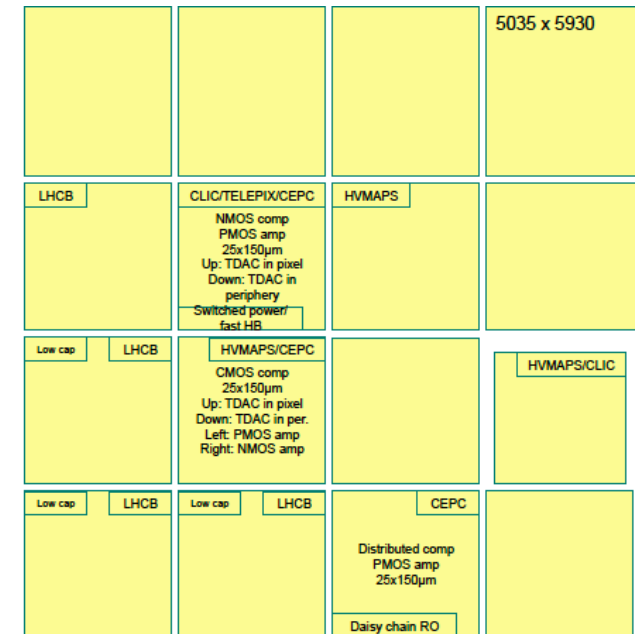 5035 x 5930
LHCB
CLIC/TELEPIX/CEPC
NMOS comp
PMOS amp
25x150µm
Up: TDAC in pixel
Down: TDAC in
periphery
Switched power/
fast HB
HVMAPS
Low cap
LHCB
HVMAPS/CEPC
CMOS comp
25x150µm
Up: TDAC in pixel
Down: TDAC in per.
Left: PMOS amp
Right: NMOS amp
HVMAPS/CLIC
Low cap
LHCB
Low cap
LHCB
CEPC
Distributed comp
PMOS amp
25x150µm
Daisy chain RO